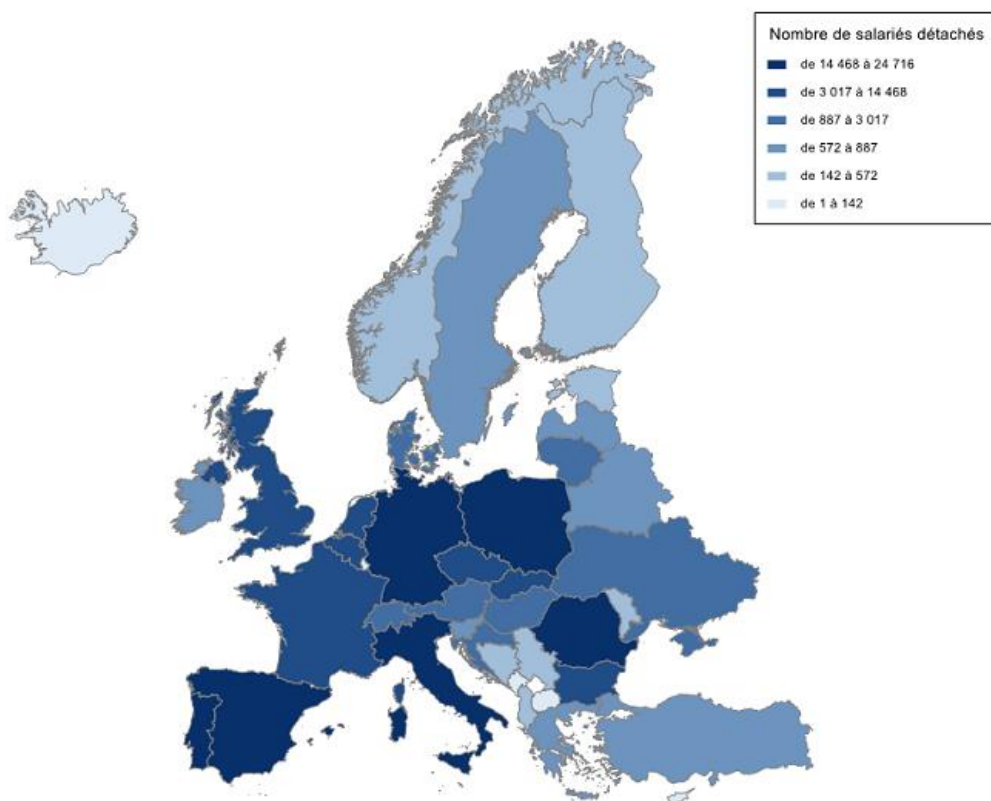 Nombre de salariés détachés
de 14 468 à 24 716
de 3 017 à 14 468
de 887 à 3 017
de 572 à 887
de 142 à 572
de 1 à 142